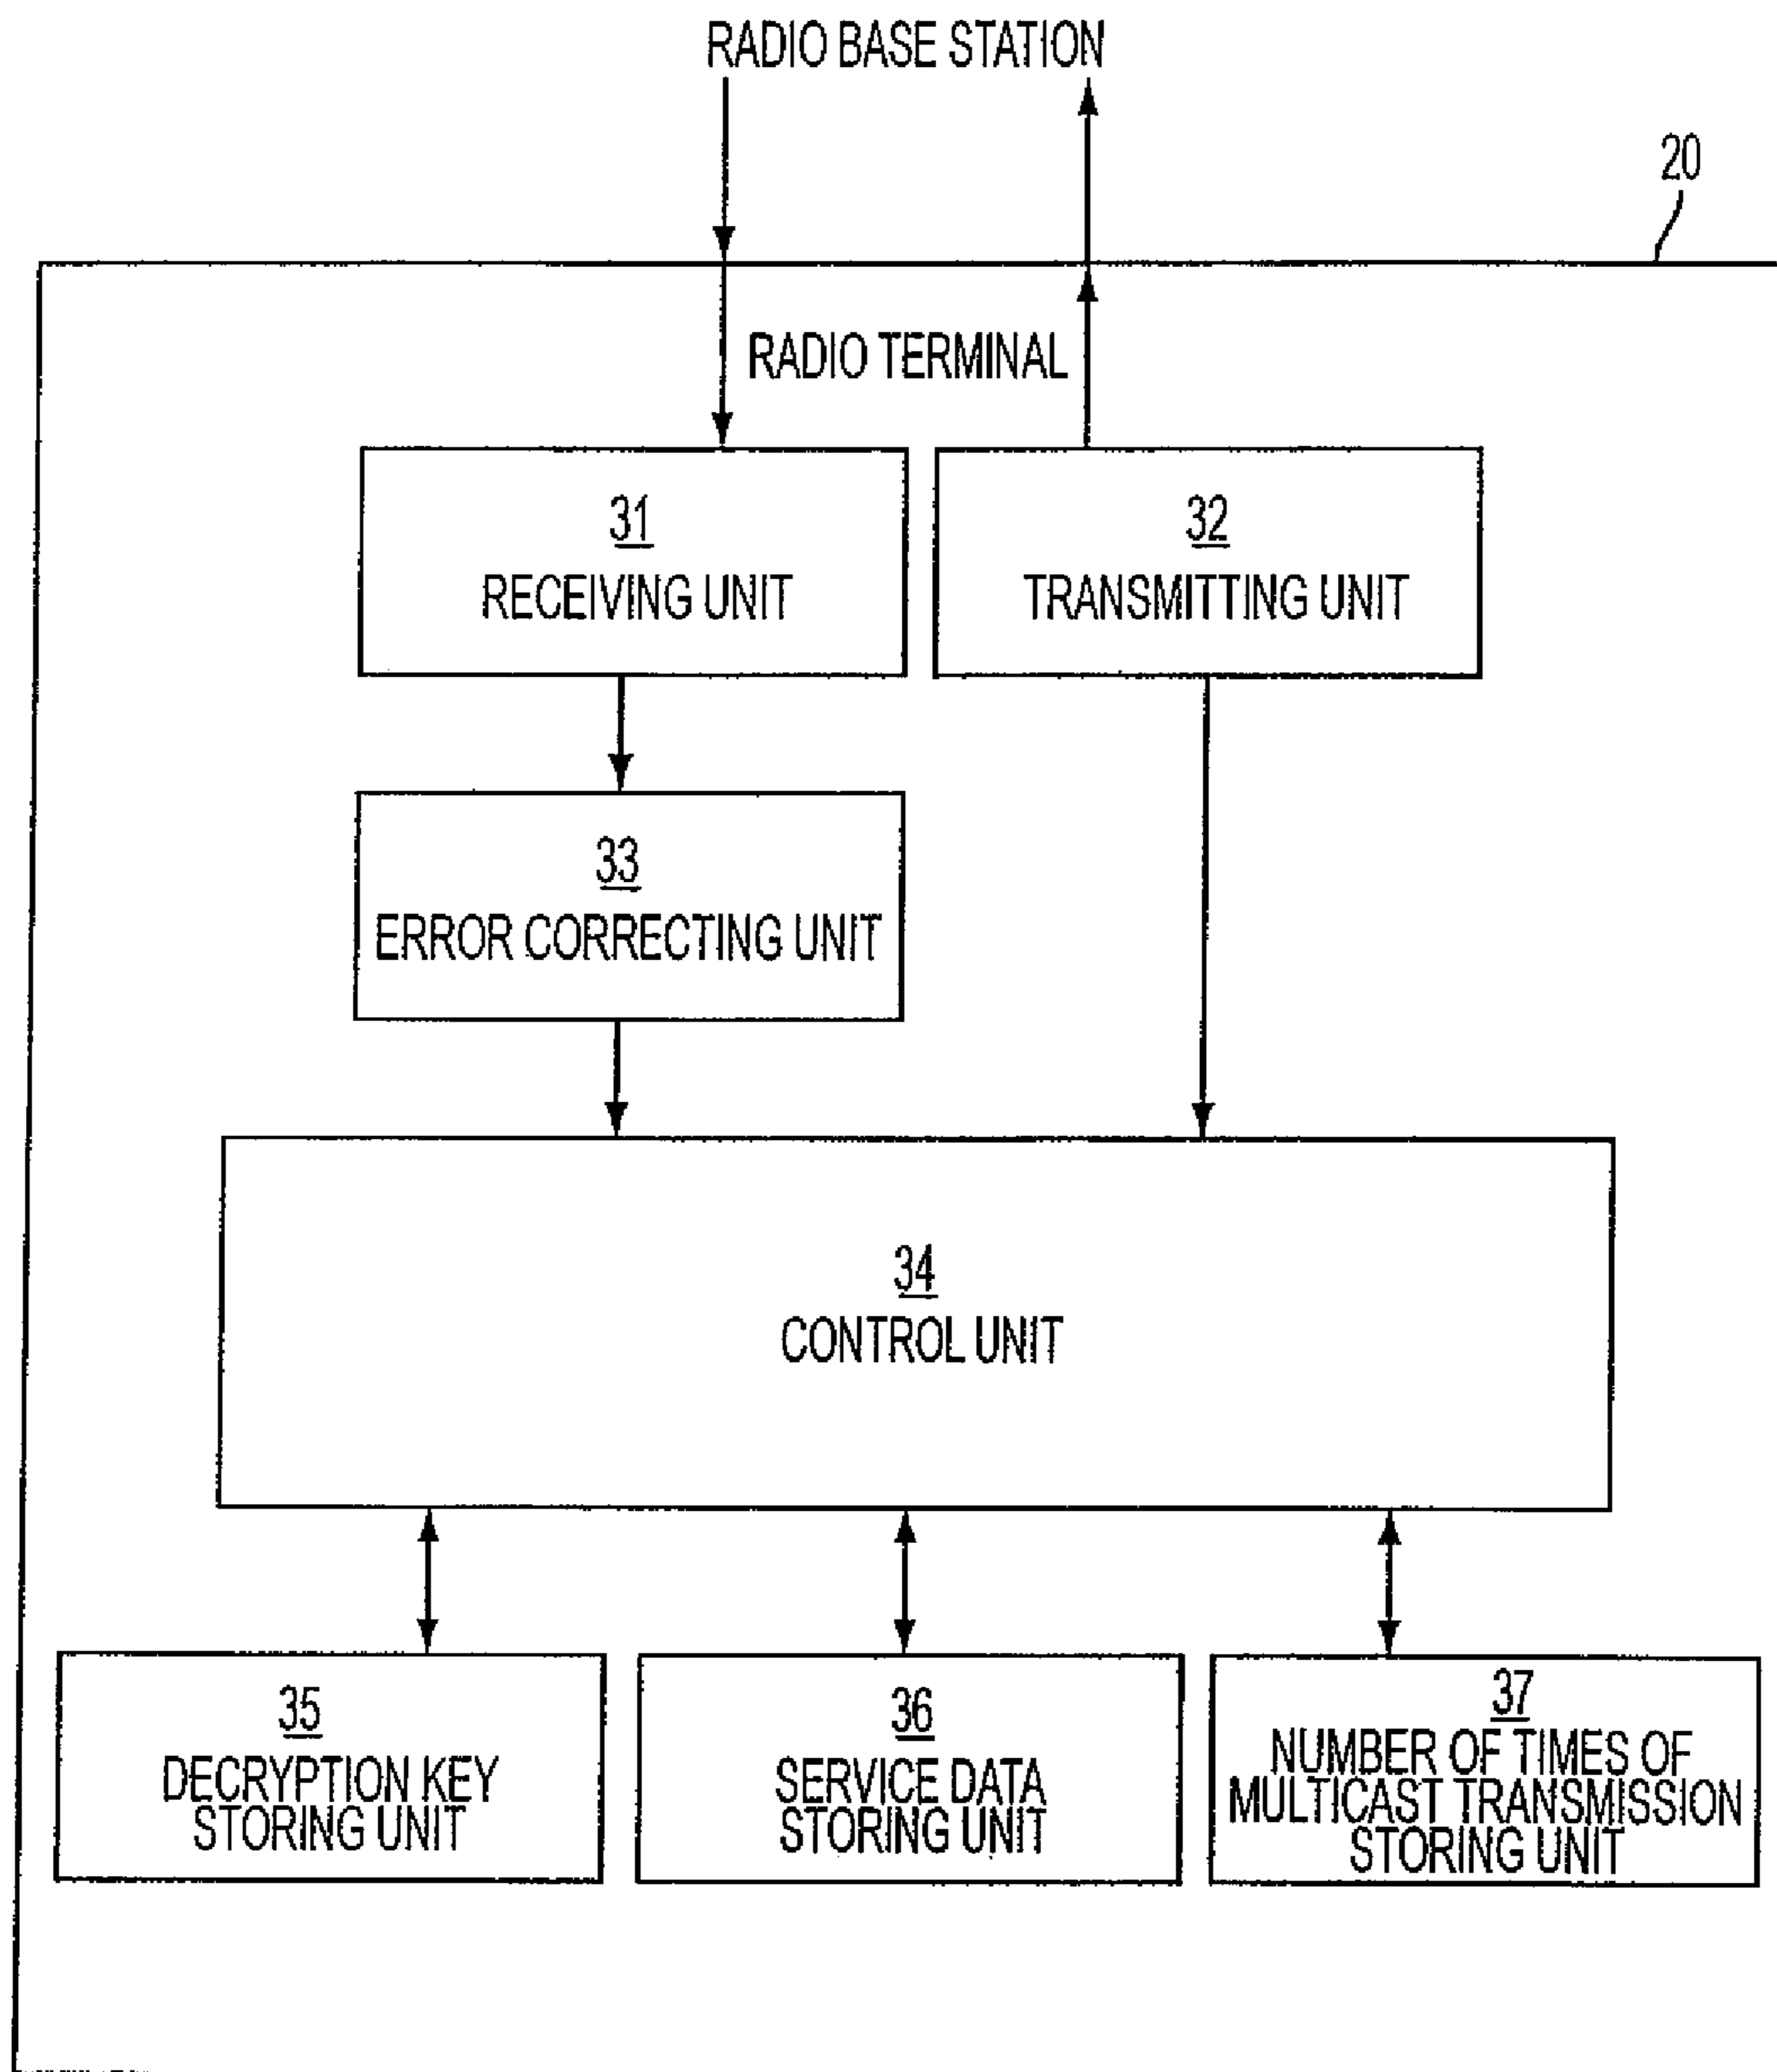 RADIO BASE STATION
20
RADIO TERMINAL
31
RECEIVING UNIT
32
TRANSMITTING UNIT
33
ERROR CORRECTING UNIT
34
CONTROL UNIT
35
DECRYPTION KEY
STORING UNIT
36
SERVICE DATA
STORING UNIT
37
NUMBER OF TIMES OF
MULTICAST TRANSMISSION
STORING UNIT